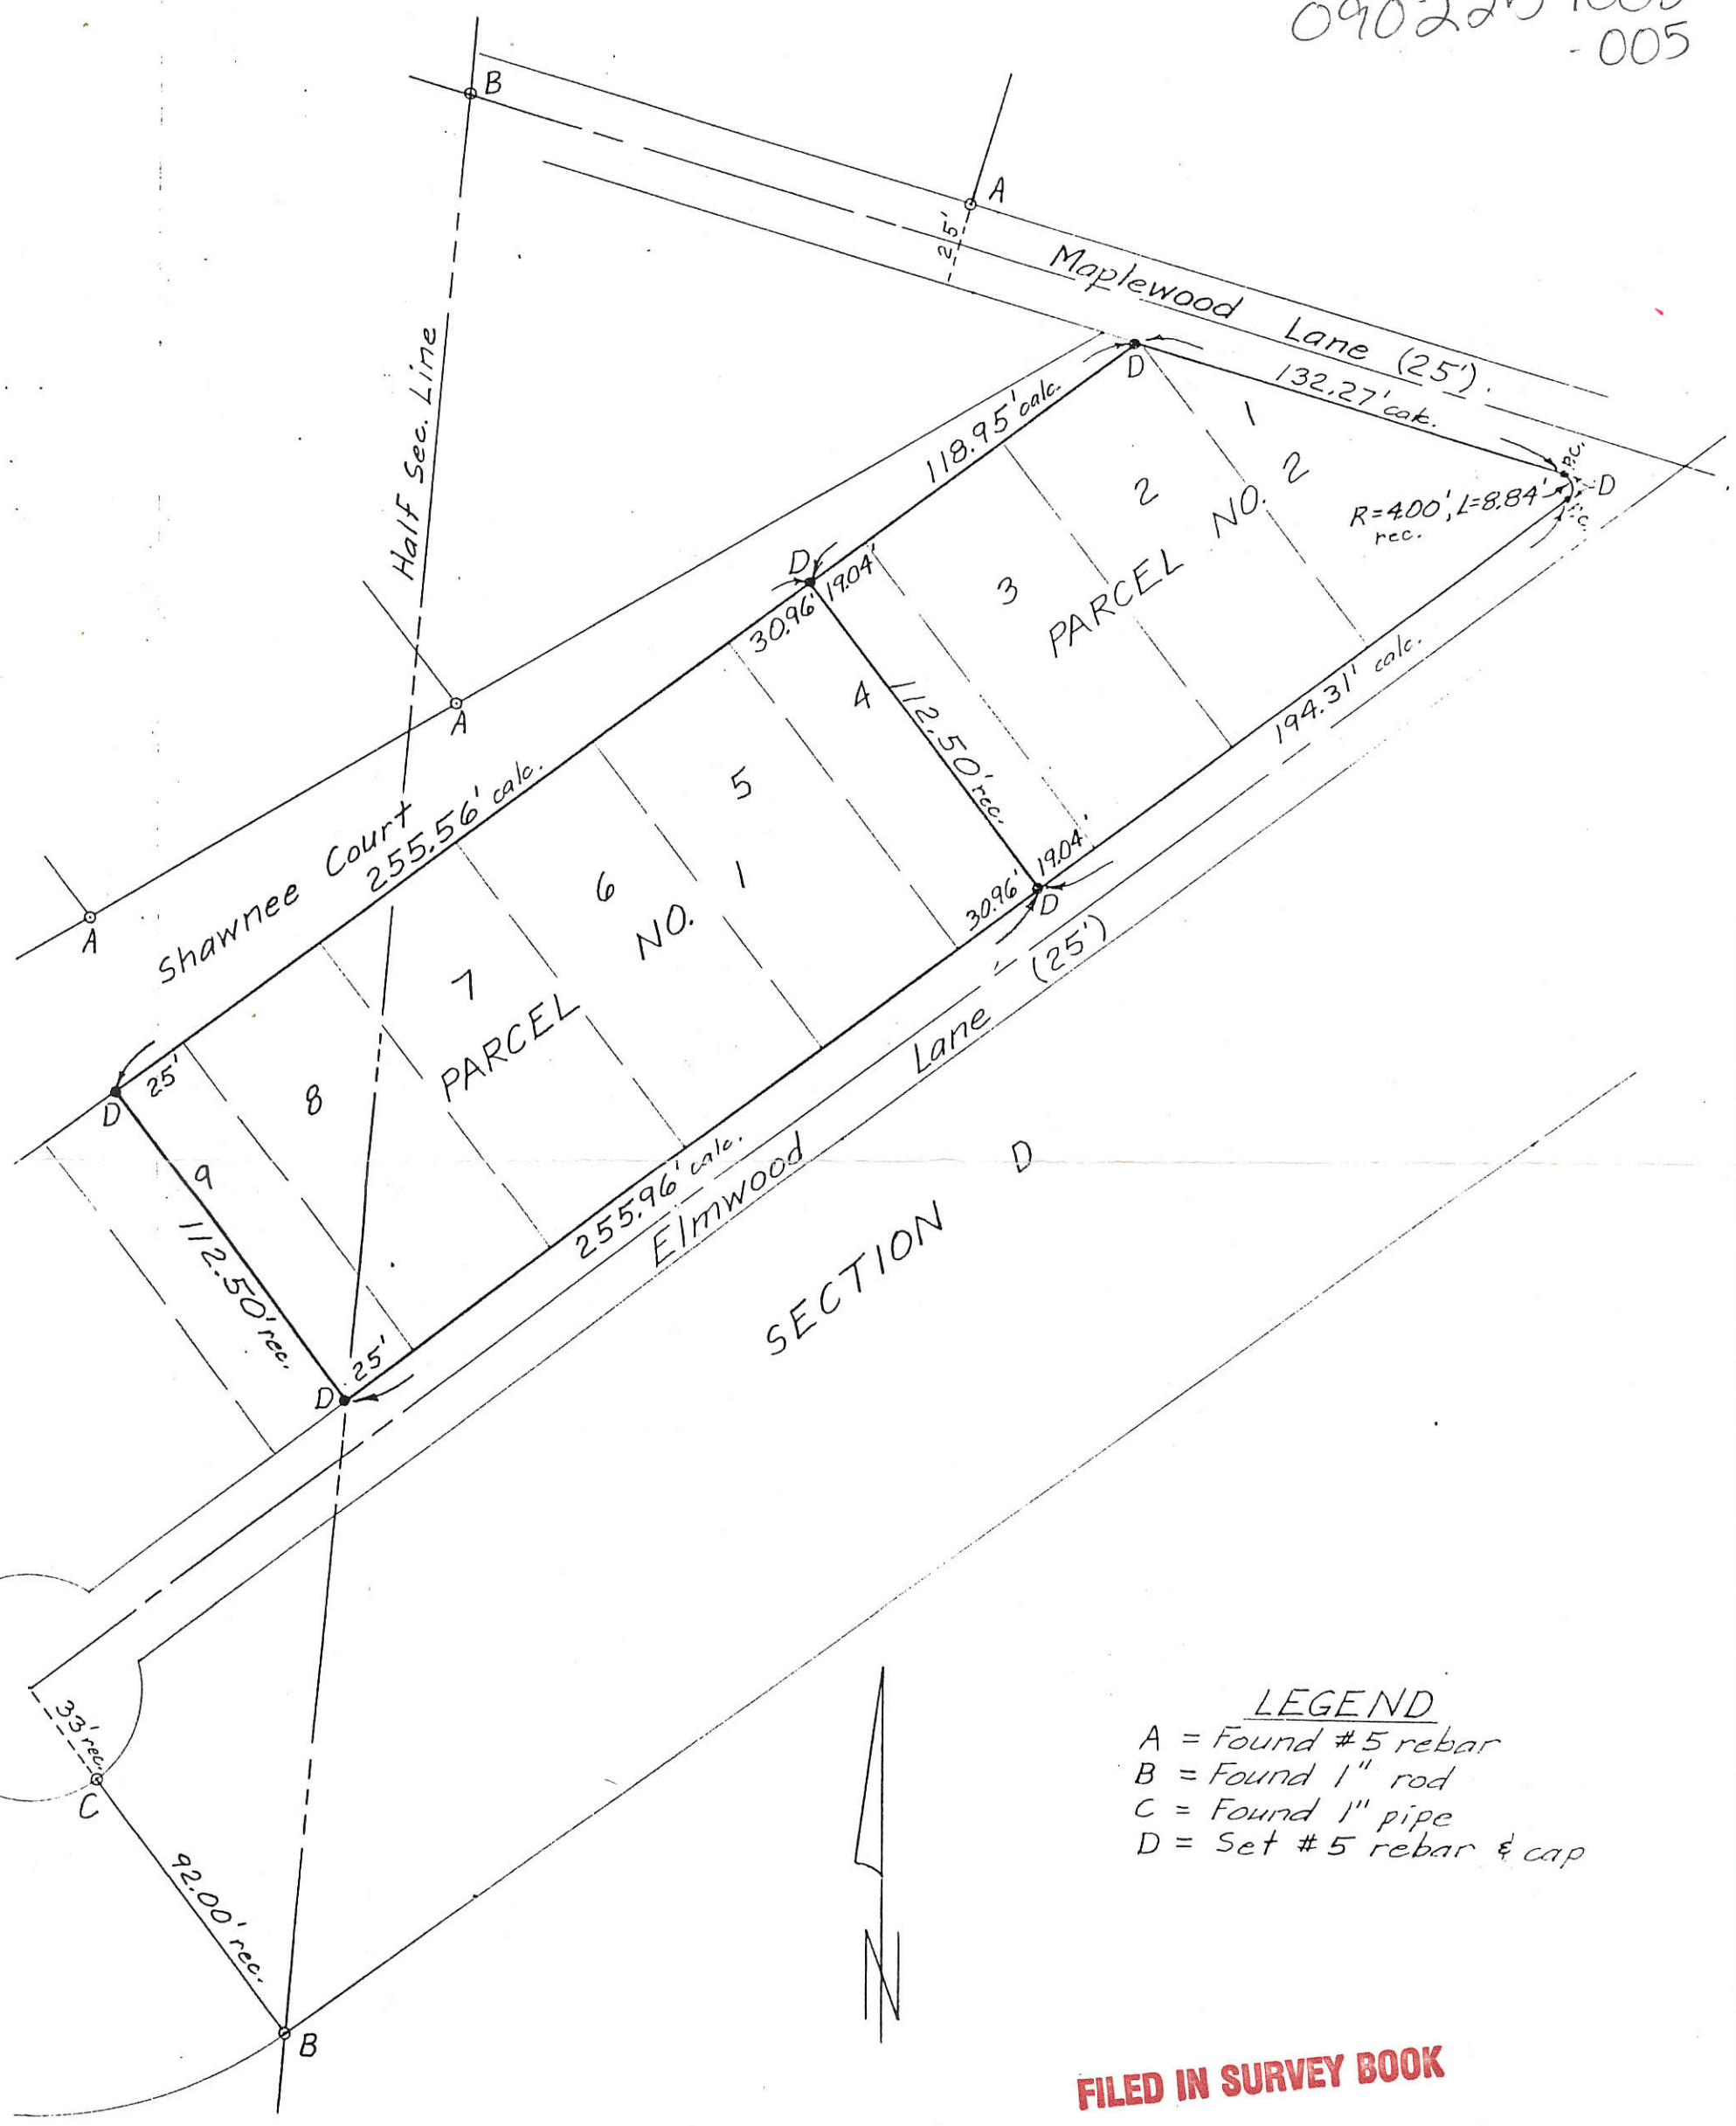 - 005
B
A
25'
Maplewood Lane (25').
132.27' calc.
Half Sec. Line
D
118.95' calc.
1
2
PARCEL NO. 2
P.C.
D
R=4.00', L=8.84'
rec.
D
30.96' 19.04'
3
4
112.50' rec.
194.31' calc.
A
5
Shawnee Court
255.56' calc.
6
NO. 1
19.04'
30.96'
D
A
7
PARCEL
(25')
Elmwood Lane
25'
D
8
255.96' calc.
9
112.50' rec.
SECTION D
25'
D
33' rec.
C
92.00' rec.
B
LEGEND
A = Found #5 rebar
B = Found 1" rod
C = Found 1" pipe
D = Set #5 rebar & cap
N
FILED IN SURVEY BOOK